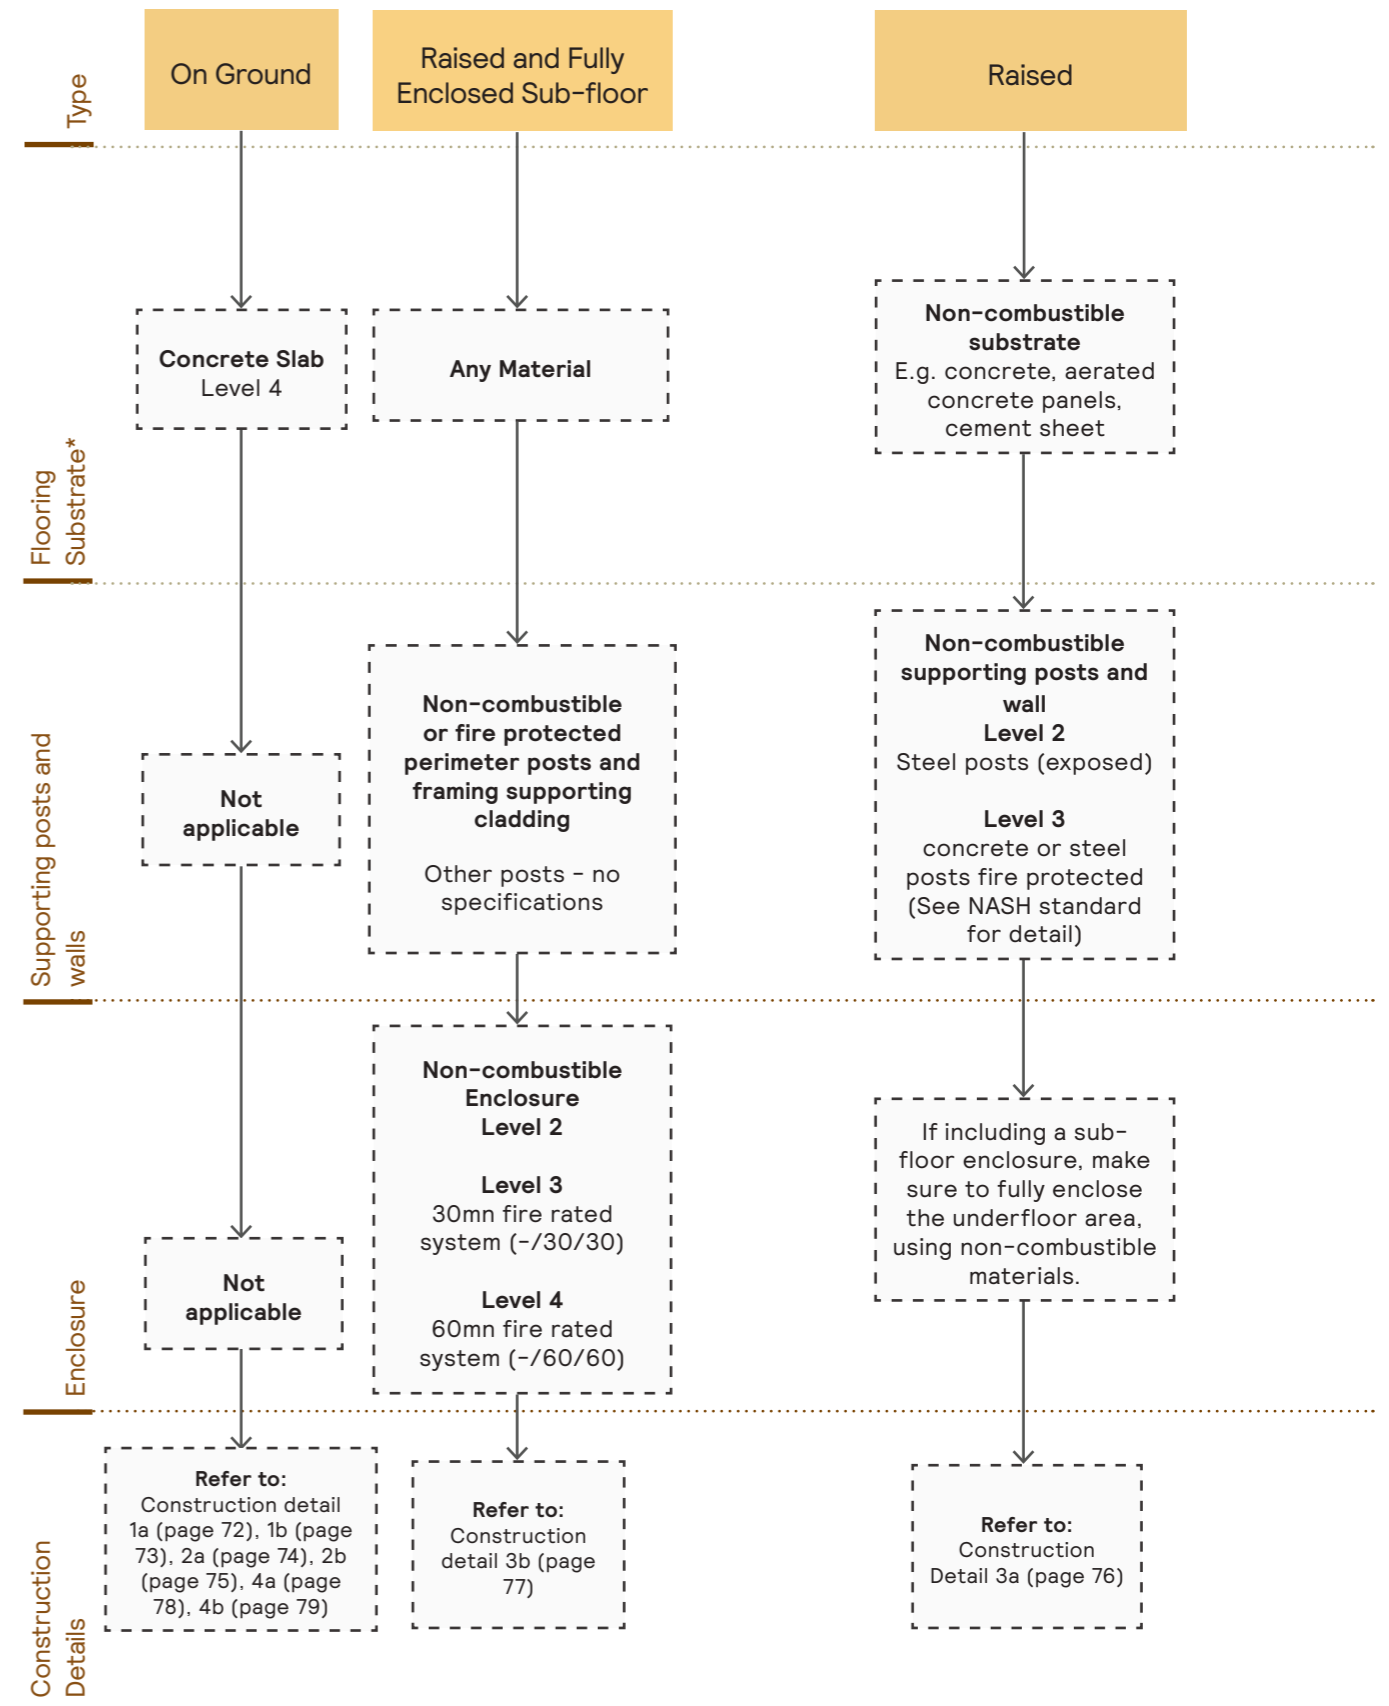 Type
On Ground
Raised and Fully
Enclosed Sub-floor
Raised
Flooring
Substrate*
Concrete Slab
Level 4
Any Material
Non-combustible
substrate
E.g. concrete, aerated
concrete panels,
cement sheet
Supporting posts and
walls
Not
applicable
Non-combustible
or fire protected
perimeter posts and
framing supporting
cladding
Other posts - no
specifications
Non-combustible
supporting posts and
wall
Level 2
Steel posts (exposed)
Level 3
concrete or steel
posts fire protected
(See NASH standard
for detail)
Enclosure
Not
applicable
Non-combustible
Enclosure
Level 2
Level 3
30mn fire rated
system (-/30/30)
Level 4
60mn fire rated
system (-/60/60)
If including a sub-
floor enclosure, make
sure to fully enclose
the underfloor area,
using non-combustible
materials.
Construction
Details
Refer to:
Construction detail
1a (page 72), 1b (page
73), 2a (page 74), 2b
(page 75), 4a (page
78), 4b (page 79)
Refer to:
Construction
detail 3b (page
77)
Refer to:
Construction
Detail 3a (page 76)